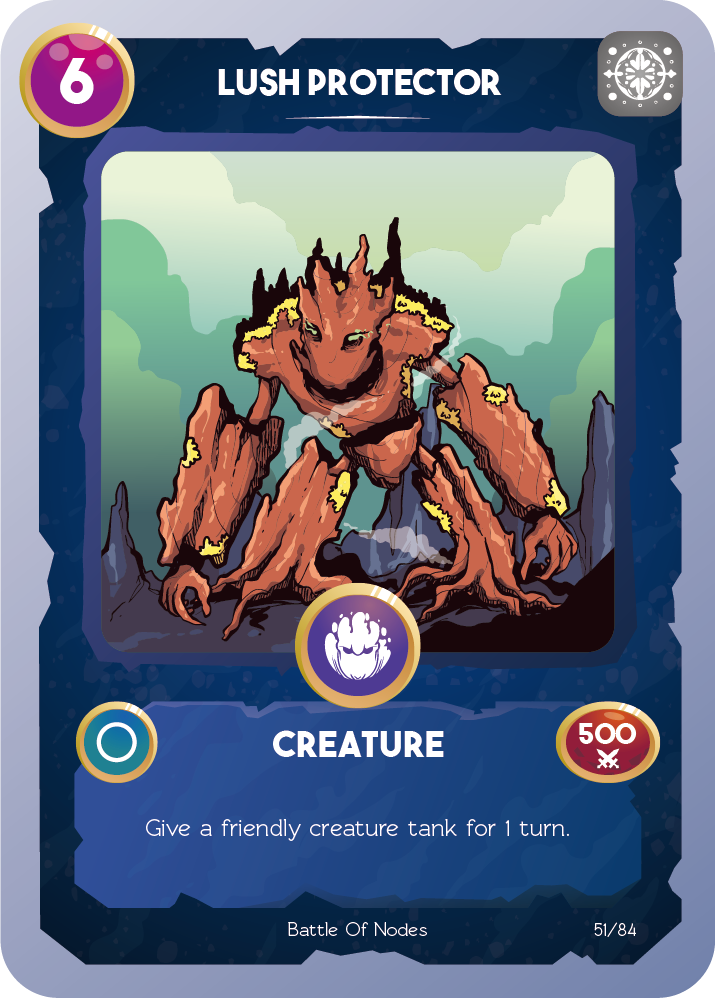 6
LUSH PROTECTOR
CREATURE
500
Give a friendly creature tank for 1 turn.
Battle Of Nodes
51/84